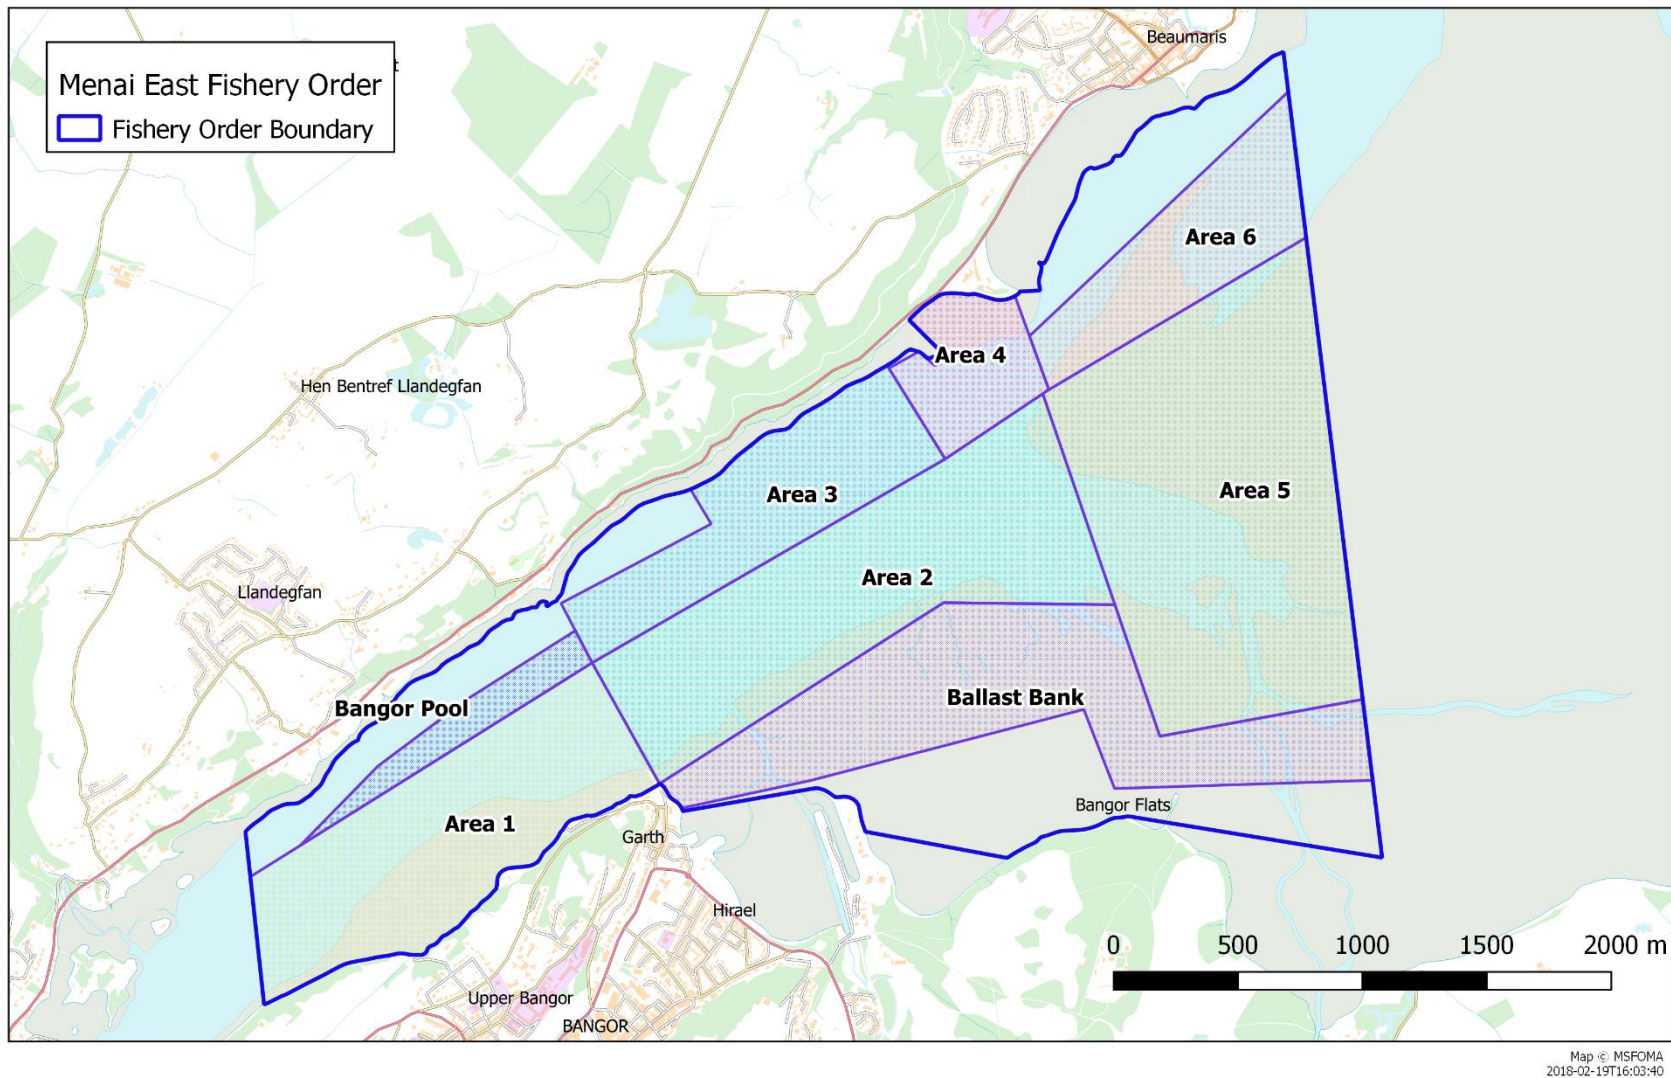 Beaumaris
Menai East Fishery Order
Fishery Order Boundary
Area 6
Area 4
Hen Bentref Llandegfan
Area 3
Area 5
Area 2
Llandegfan
Bangor Pool
Ballast Bank
Bangor Flats
Area 1
Garth
Hirael
0 500 1000 1500 2000 m
Upper Bangor
BANGOR
Map © MSFOMA
2018-02-19T16:03:40